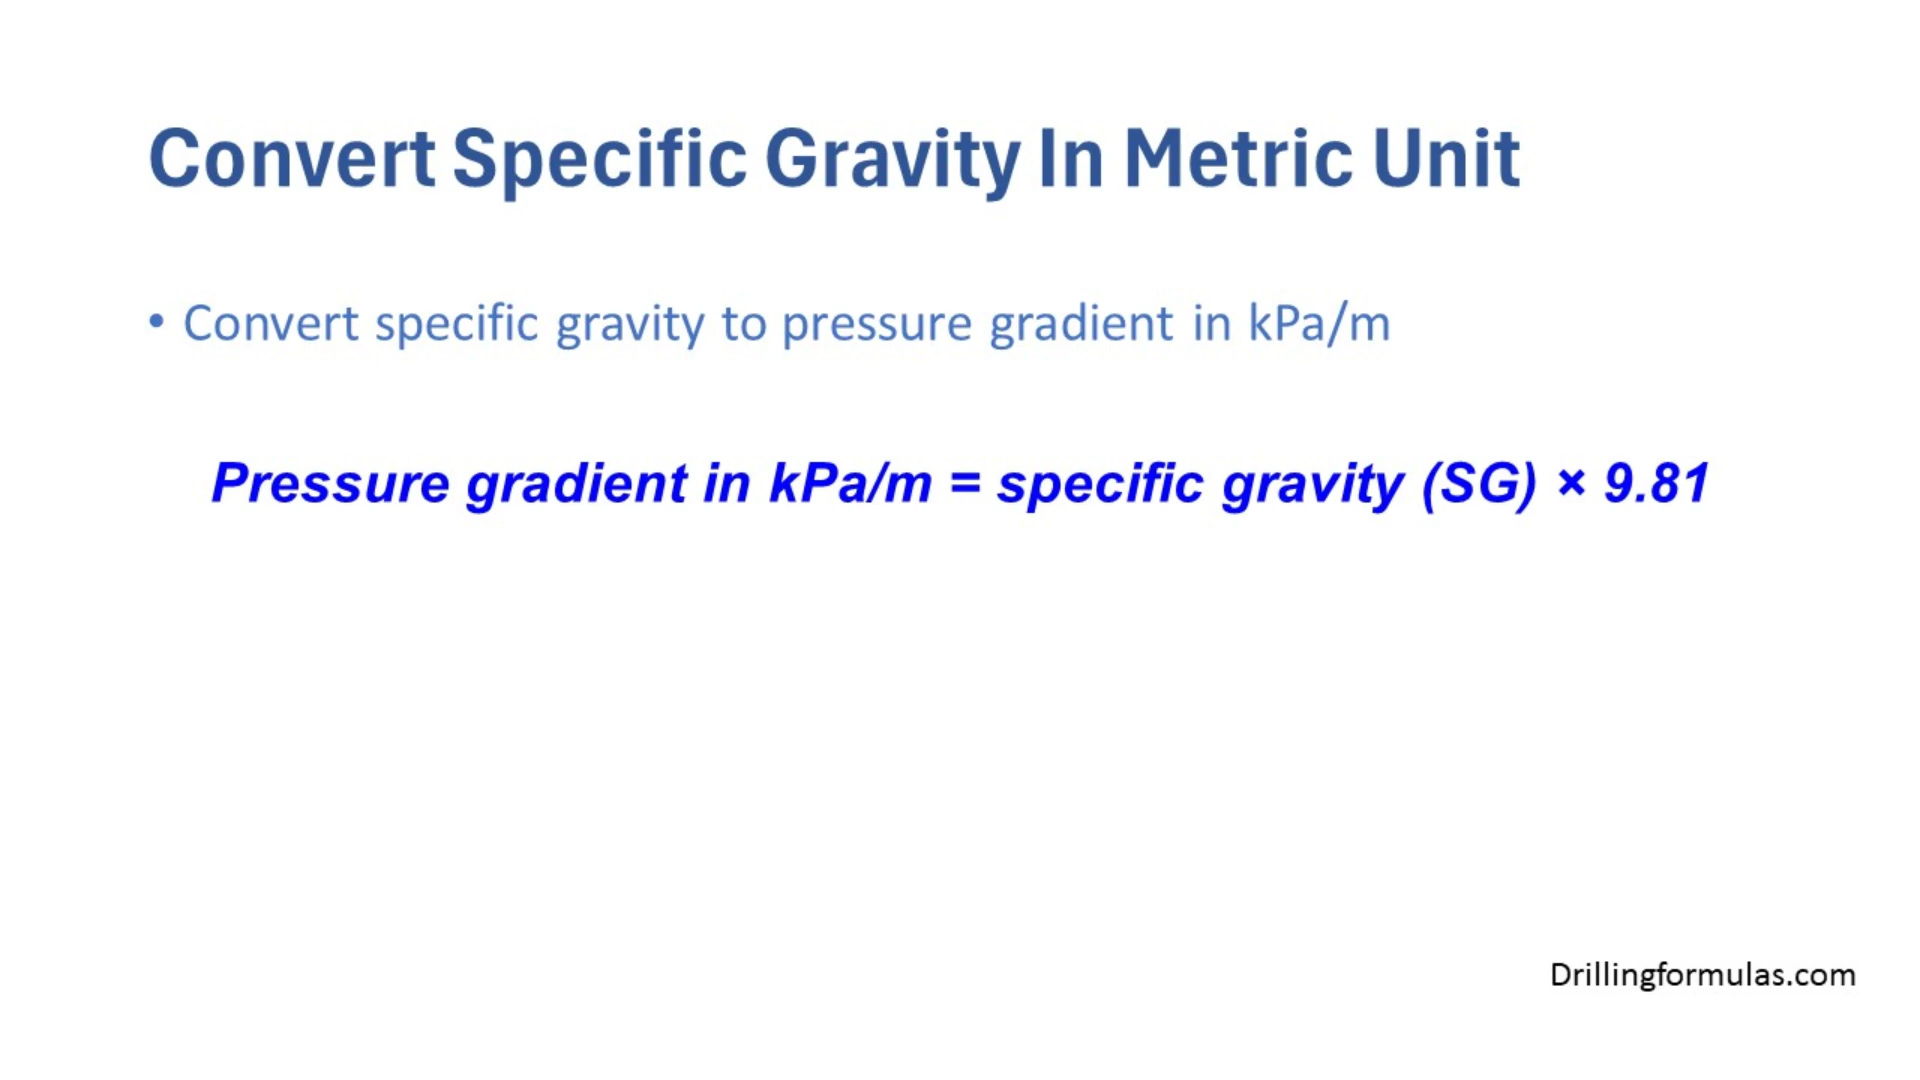 Convert Specific Gravity In Metric Unit
• Convert specific gravity to pressure gradient in kPa/m
Pressure gradient in kPa/m = specific gravity (SG) × 9.81
Drillingformulas.com